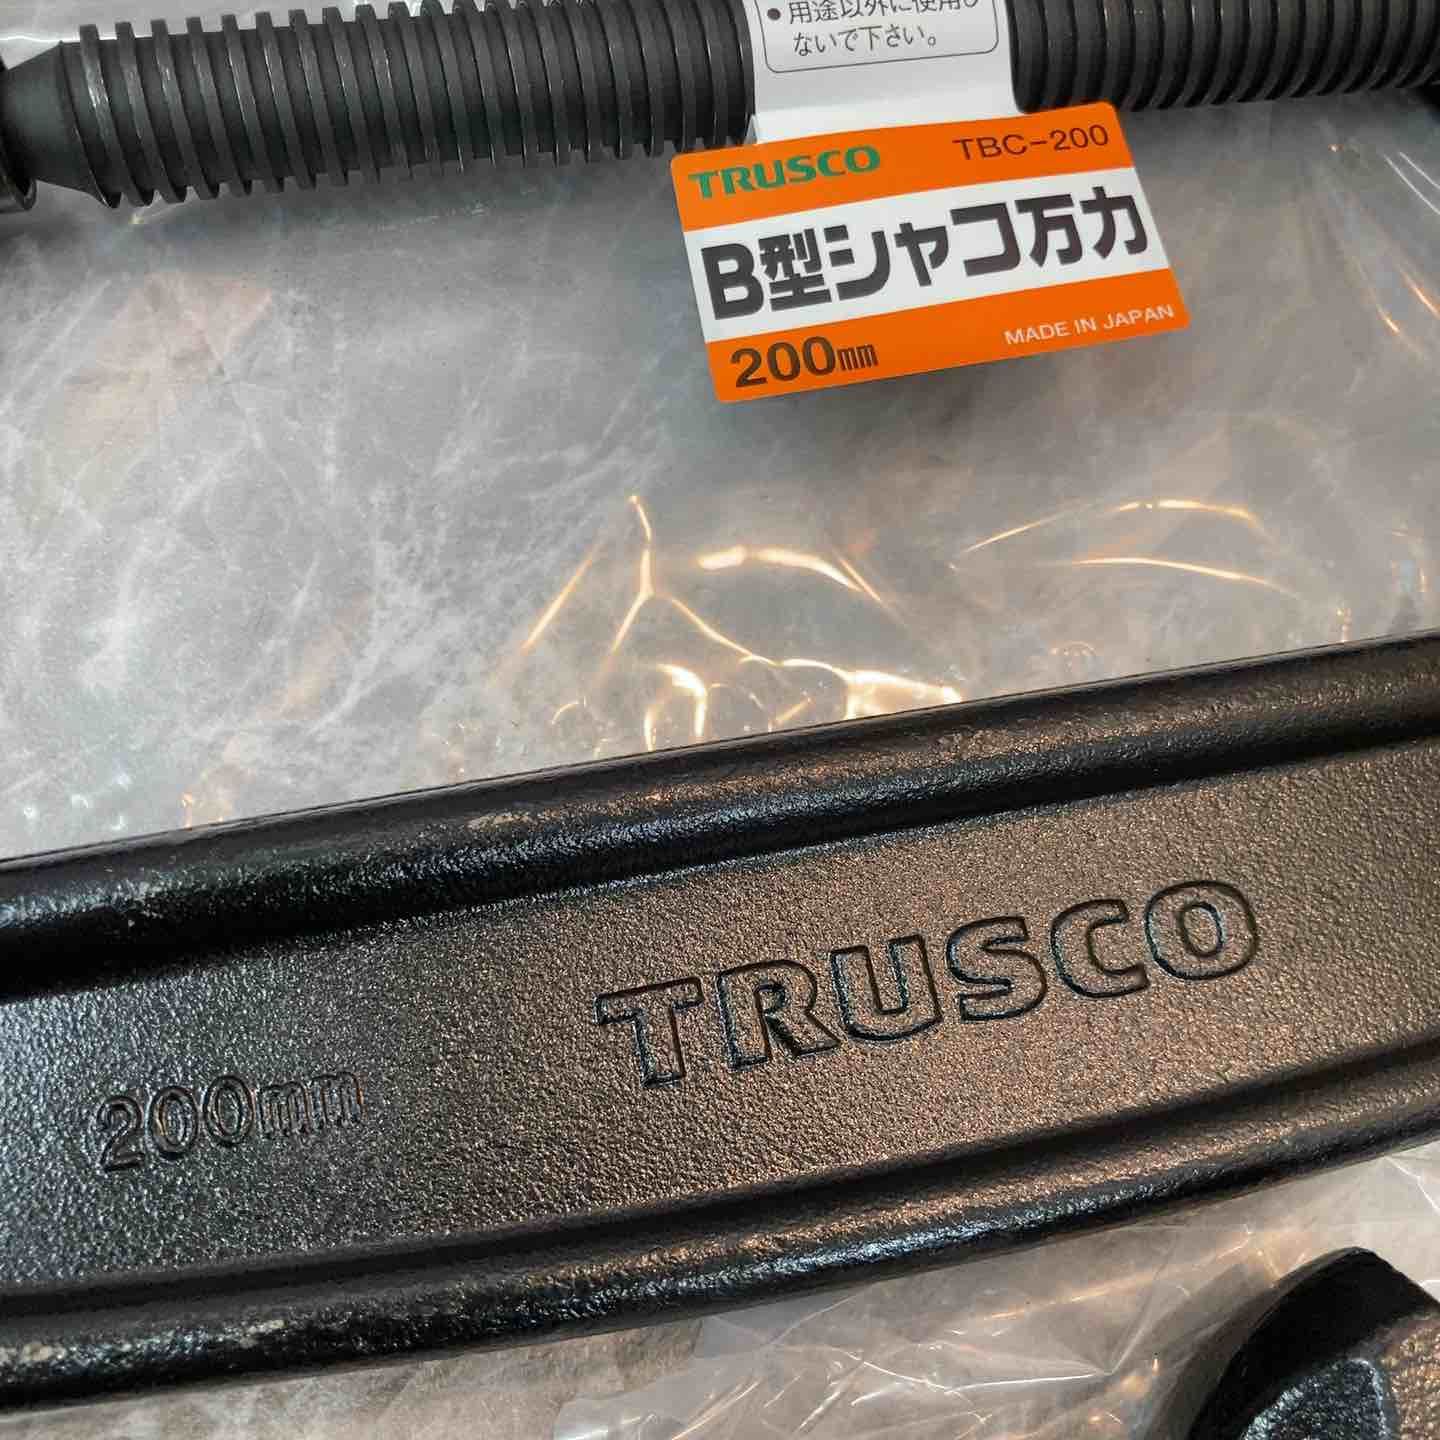 • 用途以外に使用し
ないで下さい。
TRUSCO TBC-200
B型シャコ万力
200mm MADE IN JAPAN
TRUSCO
200mm